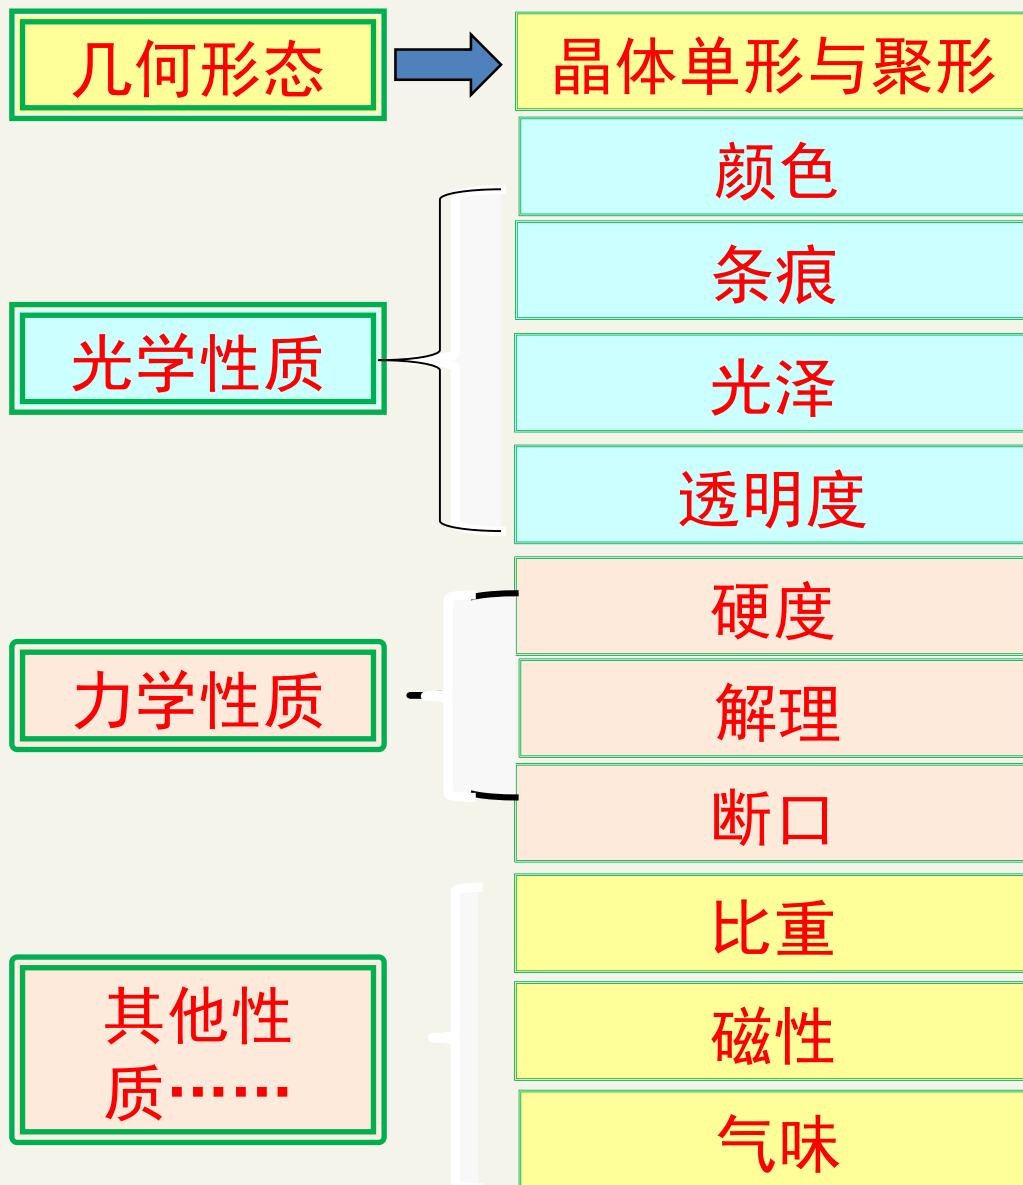 几何形态
晶体单形与聚形
光学性质
颜色
条痕
光泽
透明度
力学性质
硬度
解理
断口
其他性
质……
比重
磁性
气味